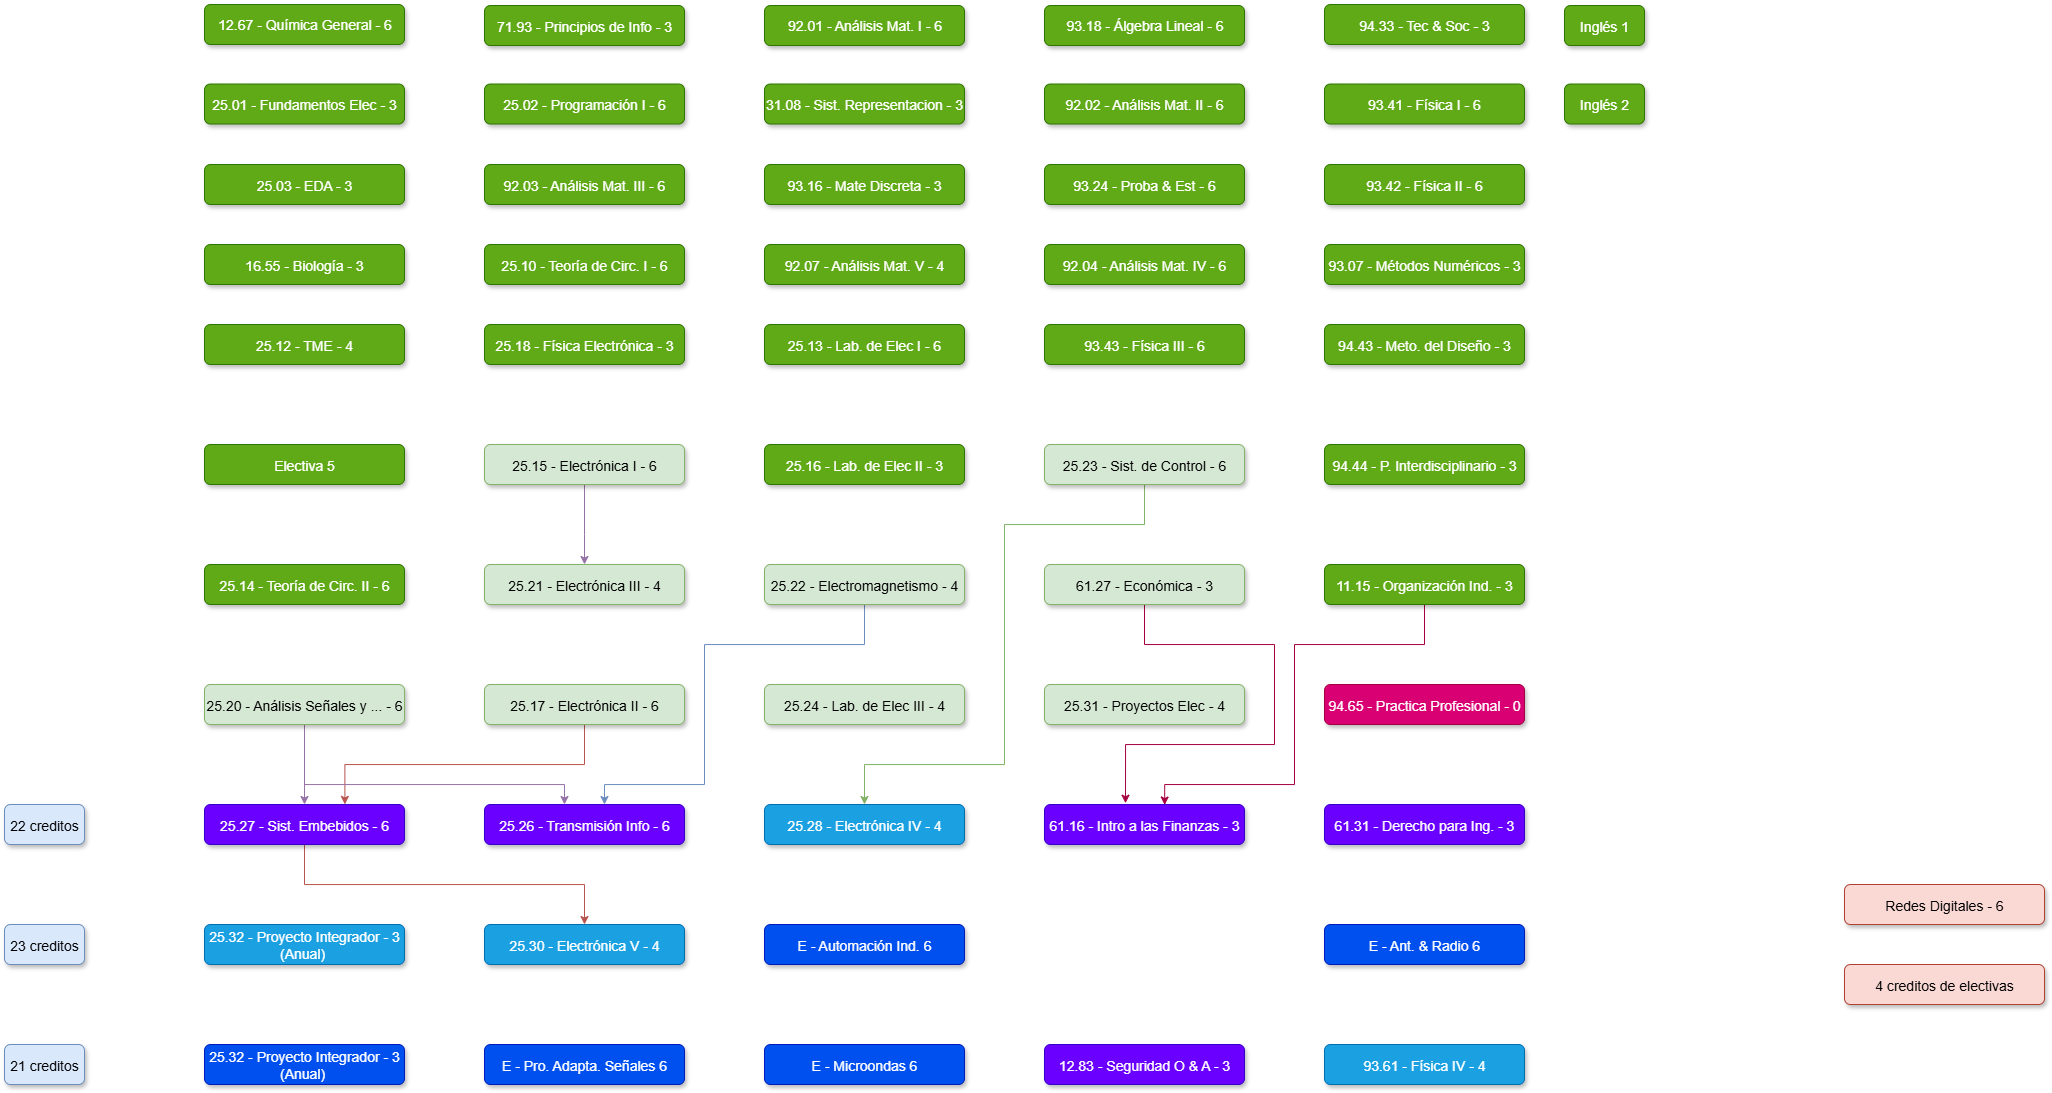 12.67 - Química General - 6
71.93 - Principios de Info - 3
92.01 - Análisis Mat. I - 6
93.18 - Álgebra Lineal - 6
94.33 - Tec & Soc - 3
Inglés 1
25.01 - Fundamentos Elec - 3
25.02 - Programación I - 6
31.08 - Sist. Representacion - 3
92.02 - Análisis Mat. II - 6
93.41 - Física I - 6
Inglés 2
25.03 - EDA - 3
92.03 - Análisis Mat. III - 6
93.16 - Mate Discreta - 3
93.24 - Proba & Est - 6
93.42 - Física II - 6
16.55 - Biología - 3
25.10 - Teoría de Circ. I - 6
92.07 - Análisis Mat. V - 4
92.04 - Análisis Mat. IV - 6
93.07 - Métodos Numéricos - 3
25.12 - TME - 4
25.18 - Física Electrónica - 3
25.13 - Lab. de Elec I - 6
93.43 - Física III - 6
94.43 - Meto. del Diseño - 3
Electiva 5
25.15 - Electrónica I - 6
25.16 - Lab. de Elec II - 3
25.23 - Sist. de Control - 6
94.44 - P. Interdisciplinario - 3
25.14 - Teoría de Circ. II - 6
25.21 - Electrónica III - 4
25.22 - Electromagnetismo - 4
61.27 - Económica - 3
11.15 - Organización Ind. - 3
25.20 - Análisis Señales y ... - 6
25.17 - Electrónica II - 6
25.24 - Lab. de Elec III - 4
25.31 - Proyectos Elec - 4
94.65 - Practica Profesional - 0
22 creditos
25.27 - Sist. Embebidos - 6
25.26 - Transmisión Info - 6
25.28 - Electrónica IV - 4
61.16 - Intro a las Finanzas - 3
61.31 - Derecho para Ing. - 3
Redes Digitales - 6
23 creditos
25.32 - Proyecto Integrador - 3
(Anual)
25.30 - Electrónica V - 4
E - Automación Ind. 6
E - Ant. & Radio 6
4 creditos de electivas
21 creditos
25.32 - Proyecto Integrador - 3
(Anual)
E - Pro. Adapta. Señales 6
E - Microondas 6
12.83 - Seguridad O & A - 3
93.61 - Física IV - 4